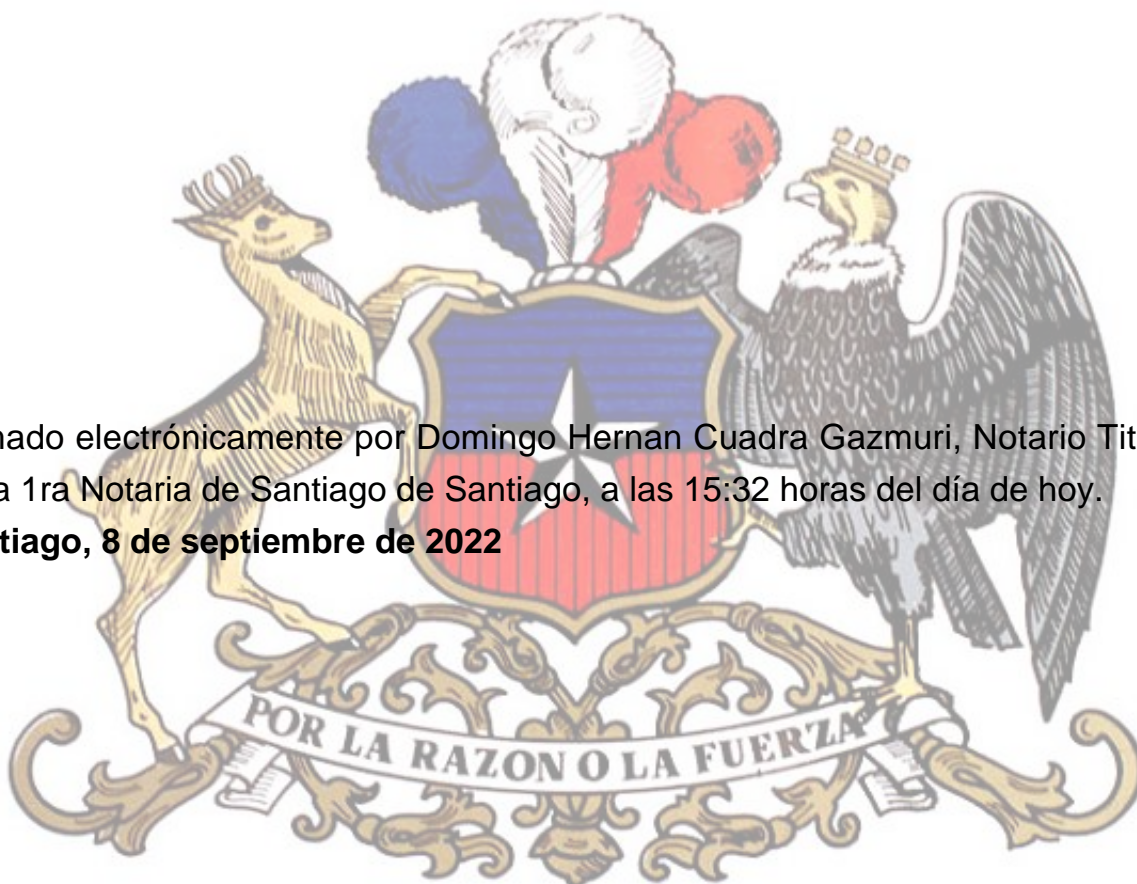 nado electrónicamente por Domingo Hernan Cuadra Gazmuri, Notario Tit
a 1ra Notaria de Santiago de Santiago, a las 15:32 horas del día de hoy.
tiago, 8 de septiembre de 2022
POR LA RAZON O LA FUERZA